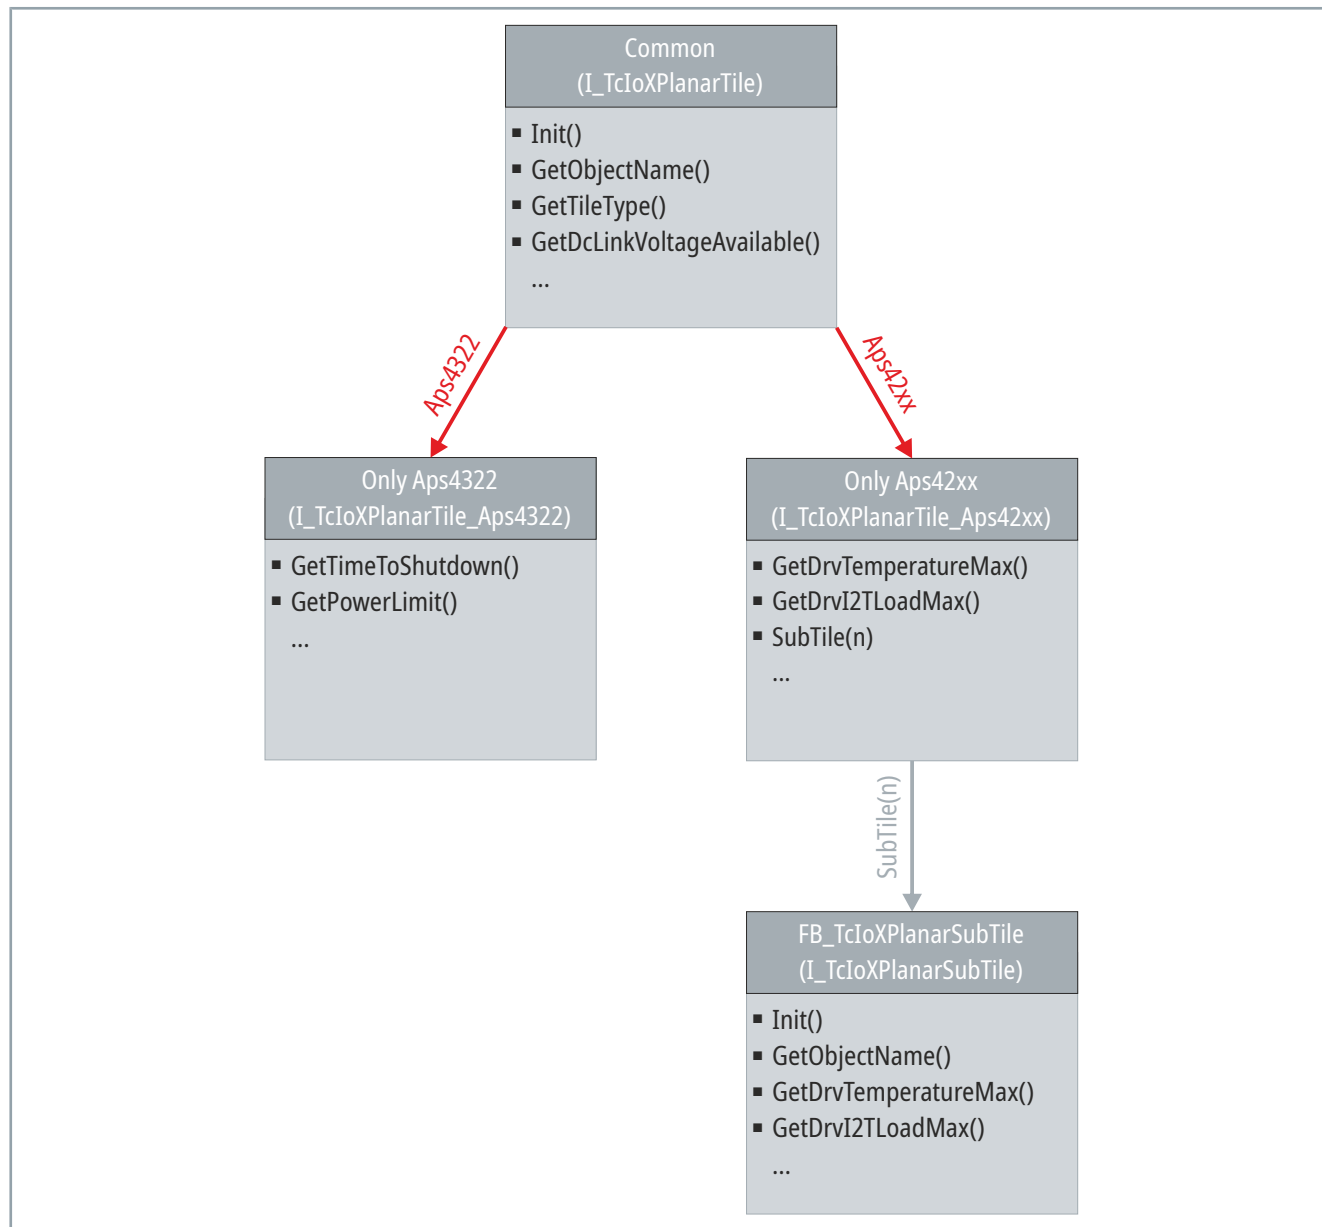 Common
(I_TcIoXPlanarTile)
▪ Init()
▪ GetObjectName()
▪ GetTileType()
▪ GetDcLinkVoltageAvailable()
...
Aps4322
Aps42xx
Only Aps4322
(I_TcIoXPlanarTile_Aps4322)
▪ GetTimeToShutdown()
▪ GetPowerLimit()
...
Only Aps42xx
(I_TcIoXPlanarTile_Aps42xx)
▪ GetDrvTemperatureMax()
▪ GetDrvI2TLoadMax()
▪ SubTile(n)
...
SubTile(n)
FB_TcIoXPlanarSubTile
(I_TcIoXPlanarSubTile)
▪ Init()
▪ GetObjectName()
▪ GetDrvTemperatureMax()
▪ GetDrvI2TLoadMax()
...